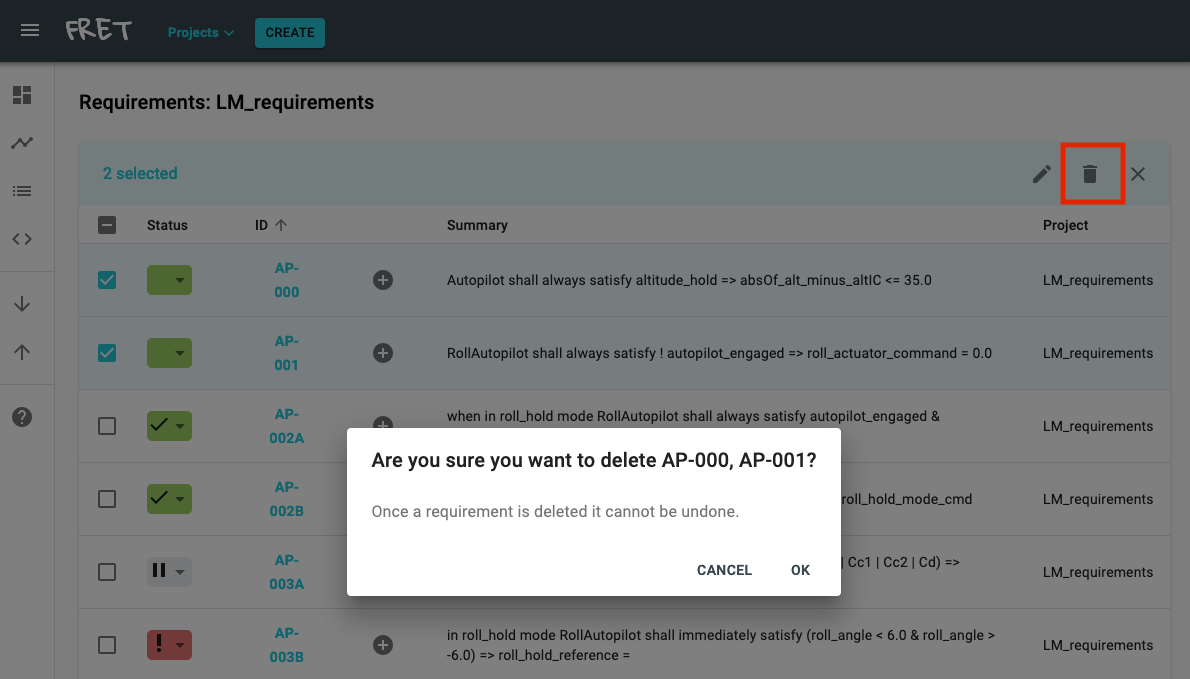 FRET
Projects
CREATE
Requirements: LM_requirements
2 selected
Status
ID
Summary
Project
AP-
000
Autopilot shall always satisfy altitude_hold => absOf_alt_minus_altIC <= 35.0
LM_requirements
AP-
001
RollAutopilot shall always satisfy ! autopilot_engaged => roll_actuator_command = 0.0
LM_requirements
AP-
002A
when in roll_hold mode RollAutopilot shall always satisfy autopilot_engaged &
LM_requirements
Are you sure you want to delete AP-000, AP-001?
Once a requirement is deleted it cannot be undone.
CANCEL
OK
AP-
002B
roll_hold_mode_cmd
LM_requirements
AP-
003A
| Cc1 | Cc2 | Cd) =>
LM_requirements
AP-
003B
in roll_hold mode RollAutopilot shall immediately satisfy (roll_angle < 6.0 & roll_angle >
-6.0) => roll_hold_reference =
LM_requirements